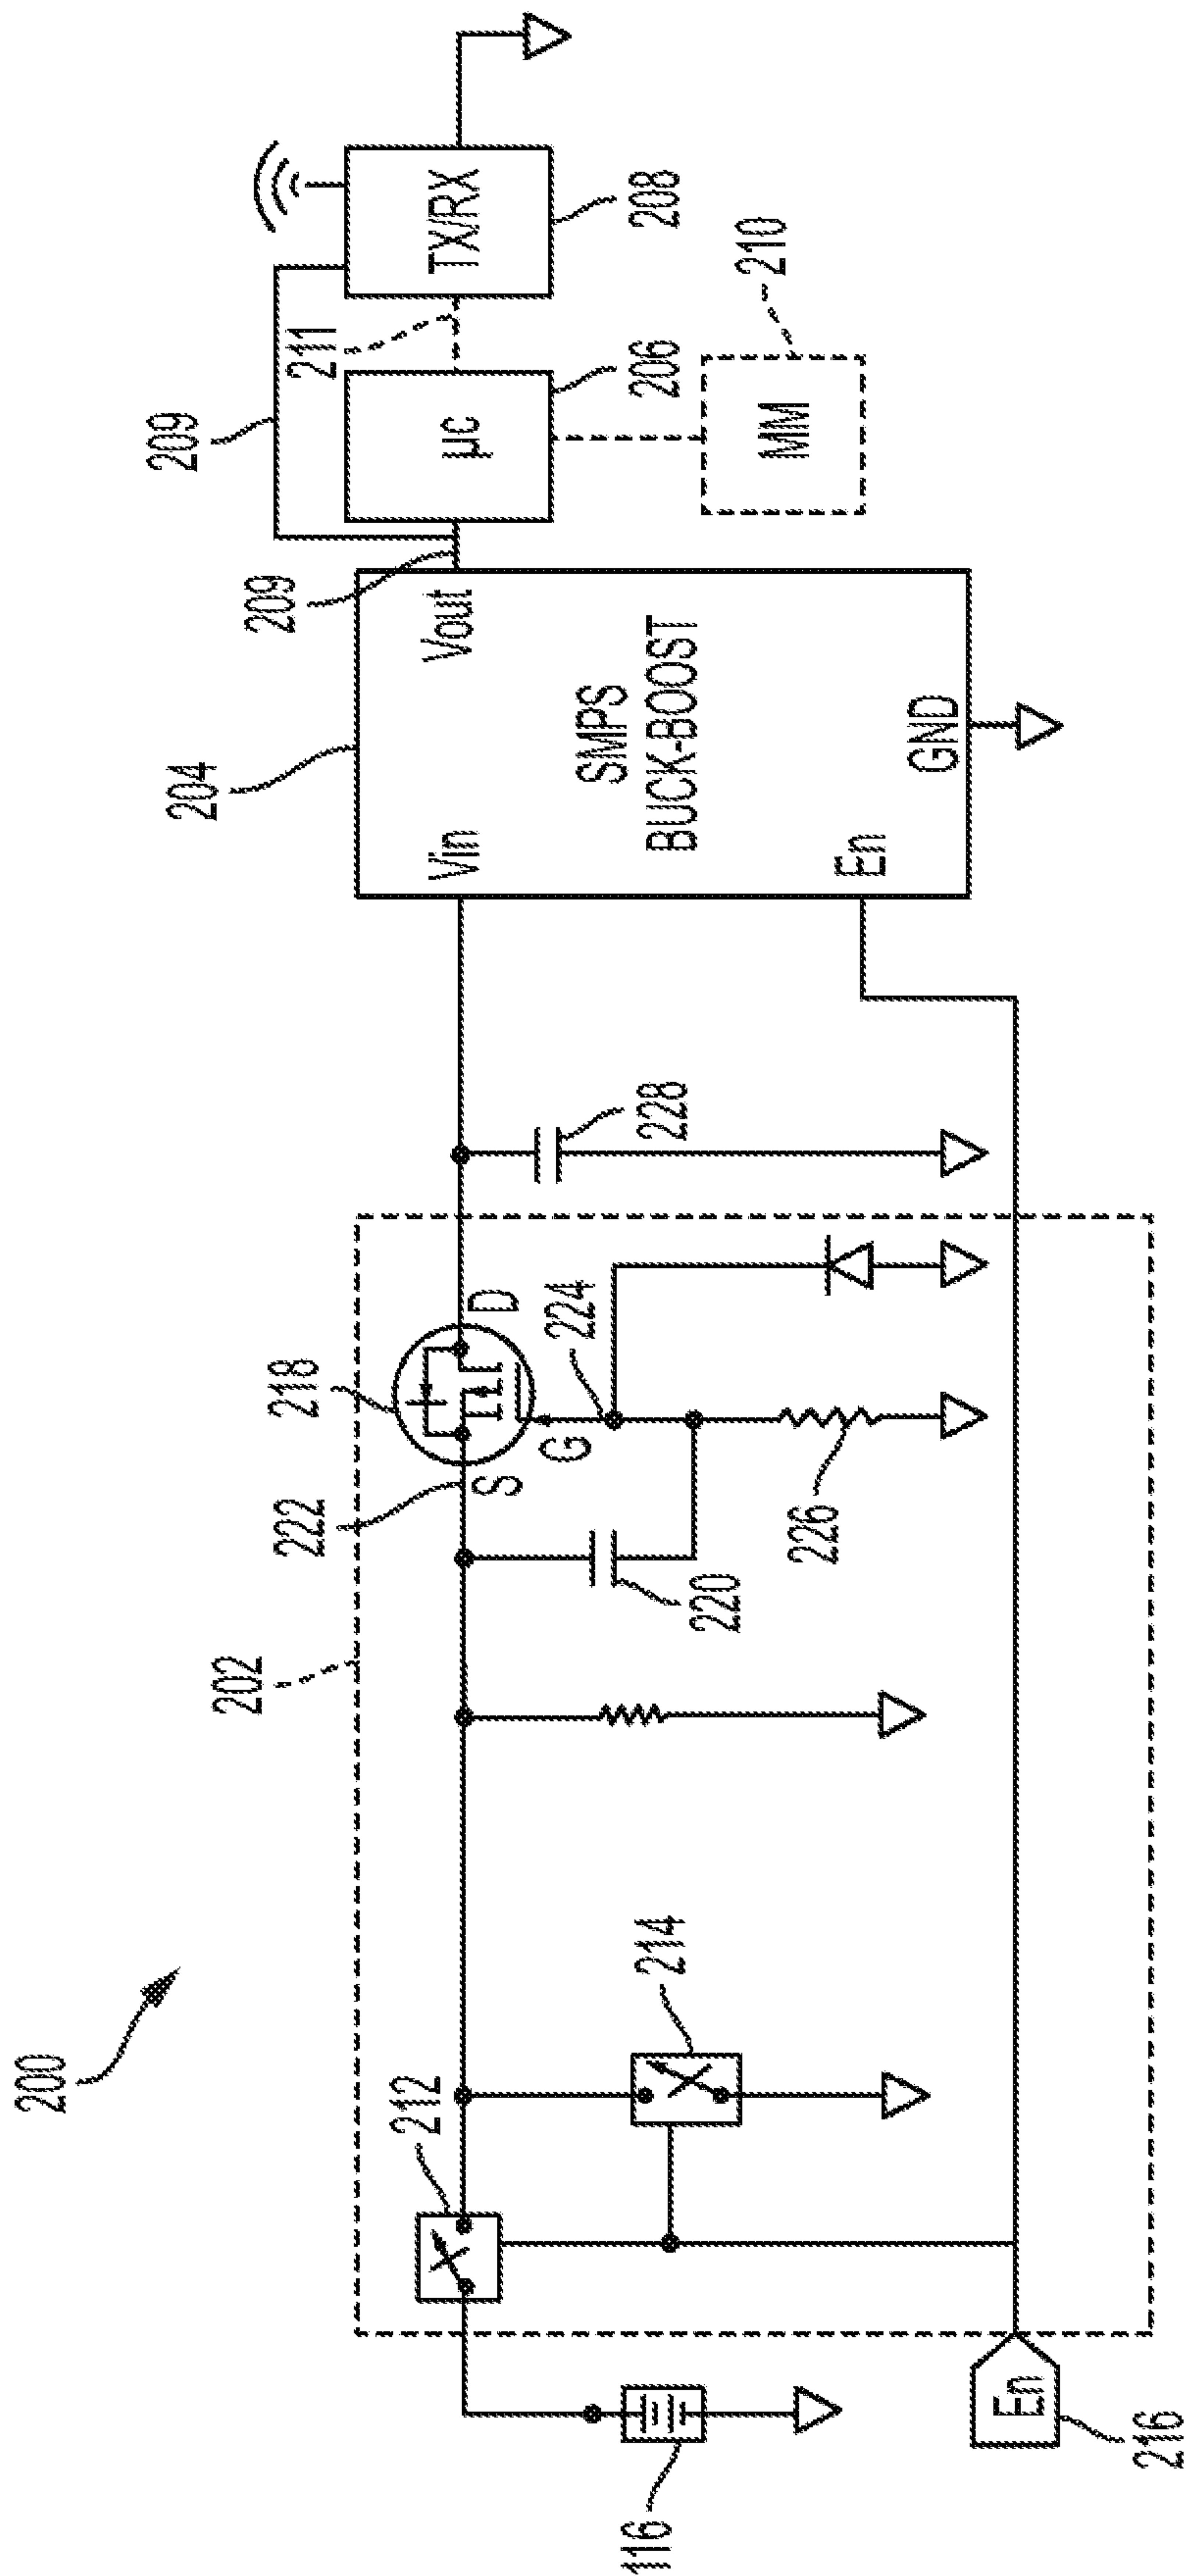 200
202
204
209
209
211
TX/RX
208
µc
206
MM
210
Vin
Vout
SMPS
BUCK-BOOST
En
GND
212
214
222
218
S
D
G
224
220
226
228
116
En
216